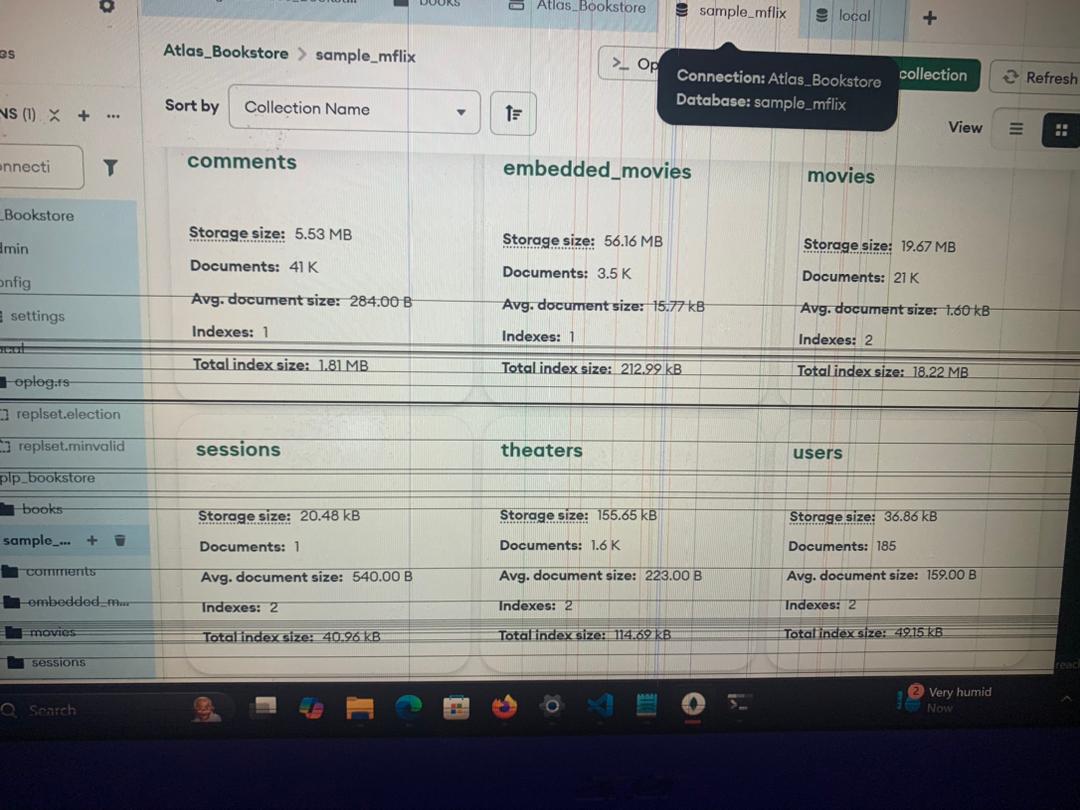 books
Atlas_Bookstore
sample_mflix
local
Atlas_Bookstore > sample_mflix
>_ Op
Connection: Atlas_Bookstore
Database: sample_mflix
collection
Refresh
NS (1)
Sort by
Collection Name
View
onnecti
_Bookstore
dmin
onfig
settings
oplog.rs
replset.election
replset.minvalid
plp_bookstore
books
sample_...
comments
embedded_m...
movies
sessions
comments
Storage size: 5.53 MB
Documents: 41 K
Avg. document size: 284.00 B
Indexes: 1
Total index size: 1.81 MB
embedded_movies
Storage size: 56.16 MB
Documents: 3.5 K
Avg. document size: 15.77 kB
Indexes: 1
Total index size: 212.99 kB
movies
Storage size: 19.67 MB
Documents: 21 K
Avg. document size: 1.60 kB
Indexes: 2
Total index size: 18.22 MB
sessions
Storage size: 20.48 kB
Documents: 1
Avg. document size: 540.00 B
Indexes: 2
Total index size: 40.96 kB
theaters
Storage size: 155.65 kB
Documents: 1.6 K
Avg. document size: 223.00 B
Indexes: 2
Total index size: 114.69 kB
users
Storage size: 36.86 kB
Documents: 185
Avg. document size: 159.00 B
Indexes: 2
Total index size: 49.15 kB
Search
2
Very humid
Now